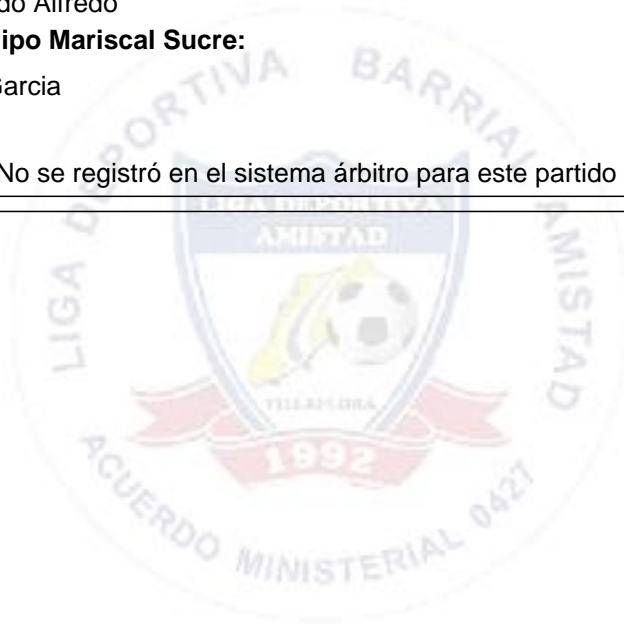 do Alfredo
ipo Mariscal Sucre:
Garcia
No se registró en el sistema árbitro para este partido
LIGA DEPORTIVA BARRIAL AMISTAD
LIGA DEPORTIVA
AMISTAD
VILLAFLORA
1992
ACUERDO MINISTERIAL 0427